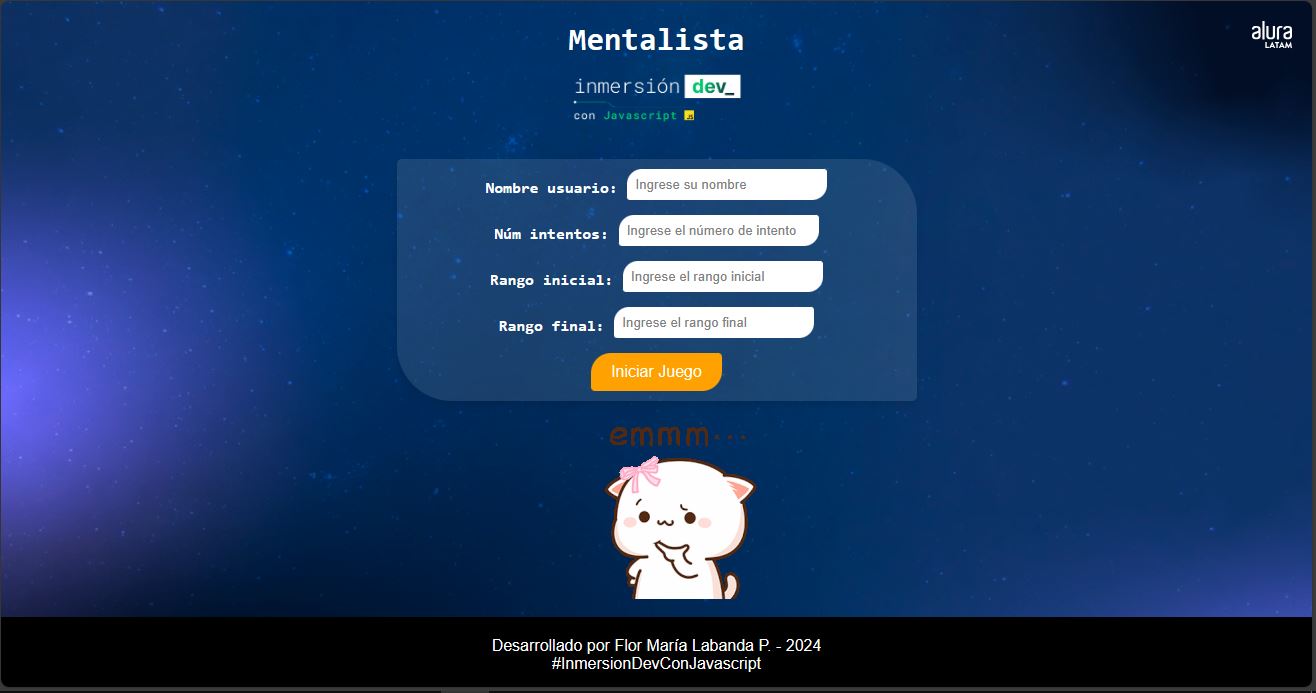 Mentalista
alura
LATAM
inmersión dev_
con Javascript JS
Nombre usuario: Ingrese su nombre
Núm intentos: Ingrese el número de intento
Rango inicial: Ingrese el rango inicial
Rango final: Ingrese el rango final
Iniciar Juego
emmm...
Desarrollado por Flor María Labanda P. - 2024
#InmersionDevConJavascript